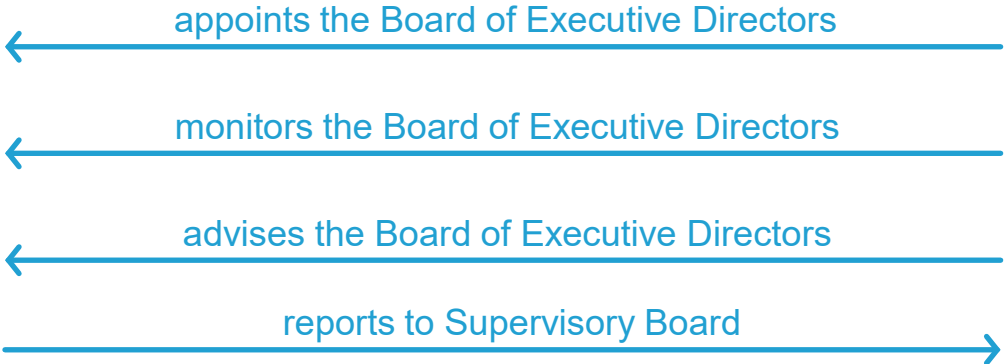 appoints the Board of Executive Directors
monitors the Board of Executive Directors
advises the Board of Executive Directors
reports to Supervisory Board